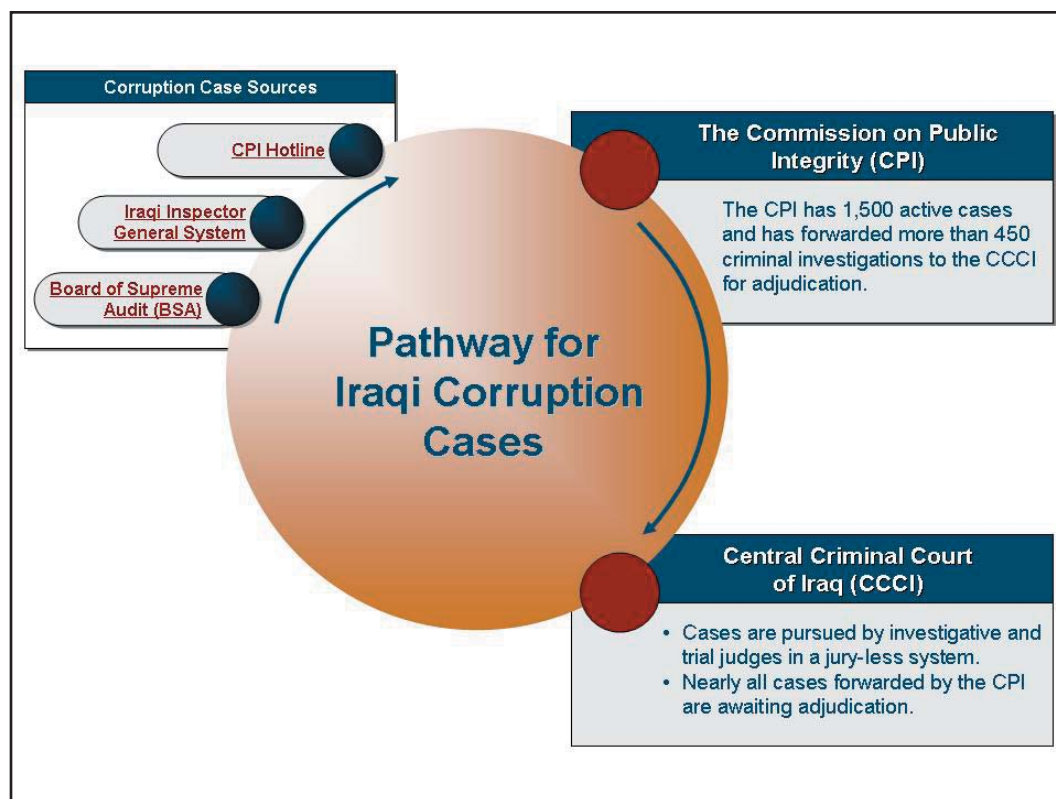 Corruption Case Sources
CPI Hotline
Iraqi Inspector
General System
Board of Supreme
Audit (BSA)
Pathway for
Iraqi Corruption
Cases
The Commission on Public
Integrity (CPI)
The CPI has 1,500 active cases
and has forwarded more than 450
criminal investigations to the CCCI
for adjudication.
Central Criminal Court
of Iraq (CCCI)
• Cases are pursued by investigative and
trial judges in a jury-less system.
• Nearly all cases forwarded by the CPI
are awaiting adjudication.